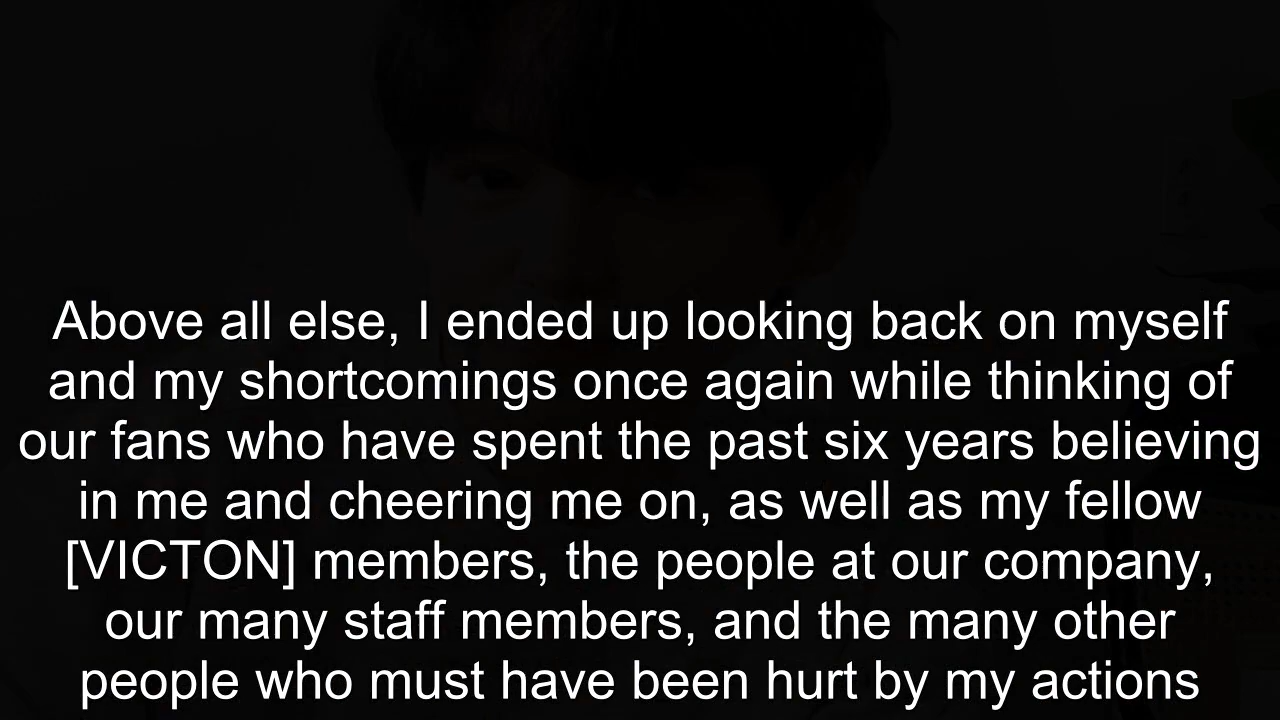 Above all else, I ended up looking back on myself
and my shortcomings once again while thinking of
our fans who have spent the past six years believing
in me and cheering me on, as well as my fellow
[VICTON] members, the people at our company,
our many staff members, and the many other
people who must have been hurt by my actions